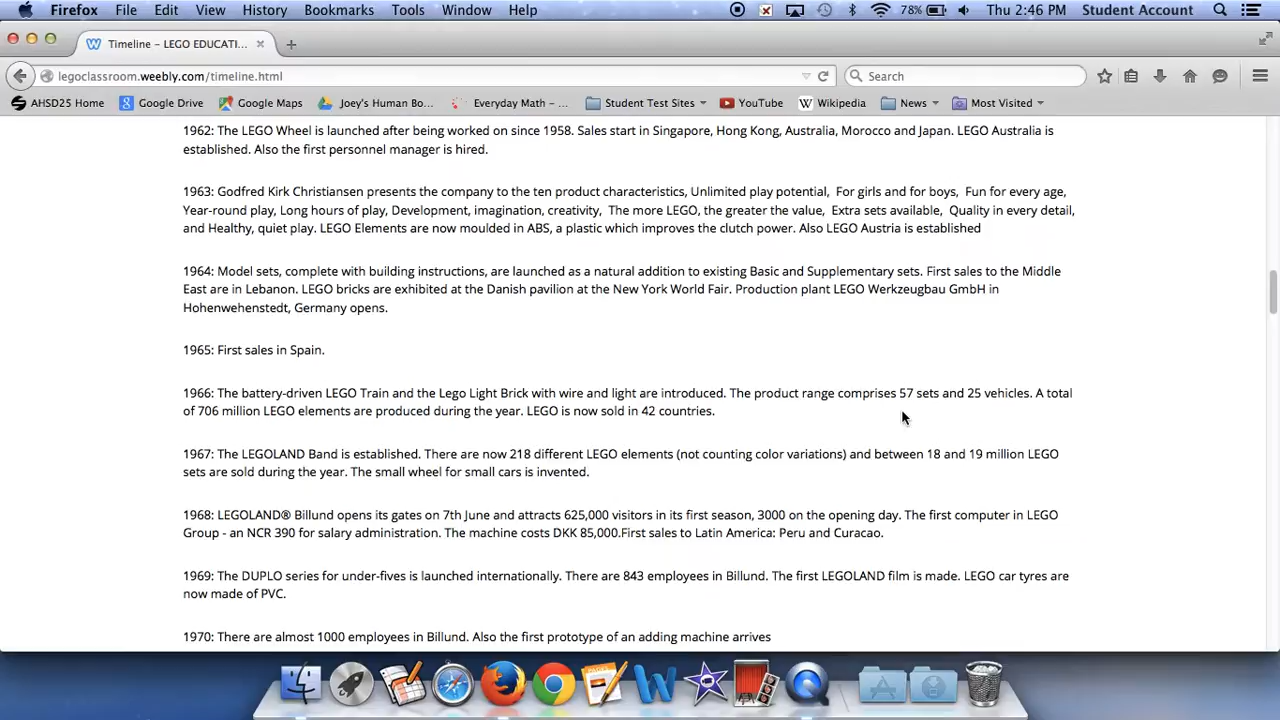 Firefox File Edit View History Bookmarks Tools Window Help 78% Thu 2:46 PM Student Account
Timeline – LEGO EDUCATI...
legoclassroom.weebly.com/timeline.html Search
AHSD25 Home Google Drive Google Maps Joey's Human Bo... Everyday Math – ... Student Test Sites YouTube Wikipedia News Most Visited
1962: The LEGO Wheel is launched after being worked on since 1958. Sales start in Singapore, Hong Kong, Australia, Morocco and Japan. LEGO Australia is
established. Also the first personnel manager is hired.
1963: Godfred Kirk Christiansen presents the company to the ten product characteristics, Unlimited play potential,  For girls and for boys,  Fun for every age,
Year-round play, Long hours of play, Development, imagination, creativity,  The more LEGO, the greater the value,  Extra sets available,  Quality in every detail,
and Healthy, quiet play. LEGO Elements are now moulded in ABS, a plastic which improves the clutch power. Also LEGO Austria is established
1964: Model sets, complete with building instructions, are launched as a natural addition to existing Basic and Supplementary sets. First sales to the Middle
East are in Lebanon. LEGO bricks are exhibited at the Danish pavilion at the New York World Fair. Production plant LEGO Werkzeugbau GmbH in
Hohenwehenstedt, Germany opens.
1965: First sales in Spain.
1966: The battery-driven LEGO Train and the Lego Light Brick with wire and light are introduced. The product range comprises 57 sets and 25 vehicles. A total
of 706 million LEGO elements are produced during the year. LEGO is now sold in 42 countries.
1967: The LEGOLAND Band is established. There are now 218 different LEGO elements (not counting color variations) and between 18 and 19 million LEGO
sets are sold during the year. The small wheel for small cars is invented.
1968: LEGOLAND® Billund opens its gates on 7th June and attracts 625,000 visitors in its first season, 3000 on the opening day. The first computer in LEGO
Group - an NCR 390 for salary administration. The machine costs DKK 85,000.First sales to Latin America: Peru and Curacao.
1969: The DUPLO series for under-fives is launched internationally. There are 843 employees in Billund. The first LEGOLAND film is made. LEGO car tyres are
now made of PVC.
1970: There are almost 1000 employees in Billund. Also the first prototype of an adding machine arrives